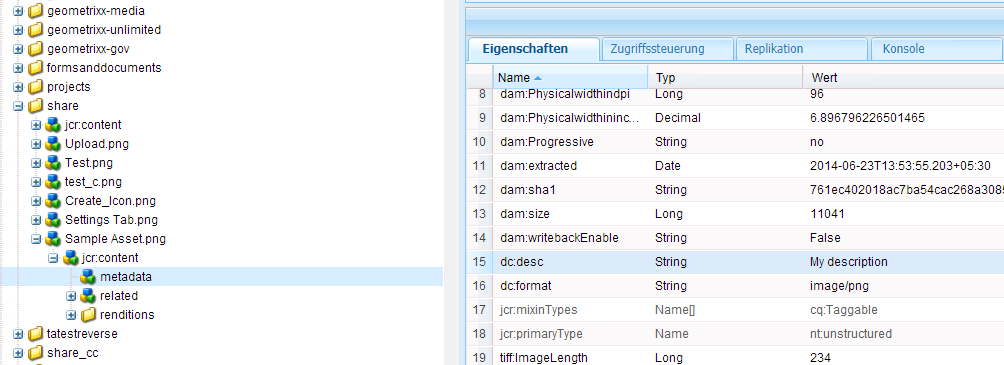 geometrixx-media
geometrixx-unlimited
geometrixx-gov
formsanddocuments
projects
share
jcr:content
Upload.png
Test.png
test_c.png
Create_Icon.png
Settings Tab.png
Sample Asset.png
jcr:content
metadata
related
renditions
tatestreverse
share_cc
Eigenschaften Zugriffssteuerung Replikation Konsole
Name Typ Wert
8 dam:Physicalwidthindpi Long 96
9 dam:Physicalwidthininc... Decimal 6.896796226501465
10 dam:Progressive String no
11 dam:extracted Date 2014-06-23T13:53:55.203+05:30
12 dam:sha1 String 761ec402018ac7ba54cac268a3085
13 dam:size Long 11041
14 dam:writebackEnable String False
15 dc:desc String My description
16 dc:format String image/png
17 jcr:mixinTypes Name[] cq:Taggable
18 jcr:primaryType Name nt:unstructured
19 tiff:ImageLength Long 234